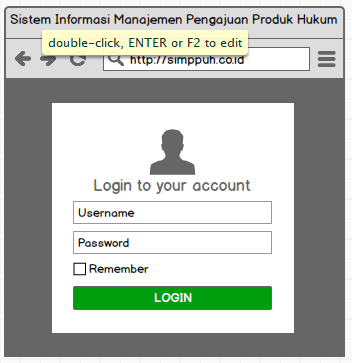 Sistem Informasi Manajemen Pengajuan Produk Hukum
double-click, ENTER or F2 to edit
http://simppuh.co.id
Login to your account
Username
Password
Remember
LOGIN